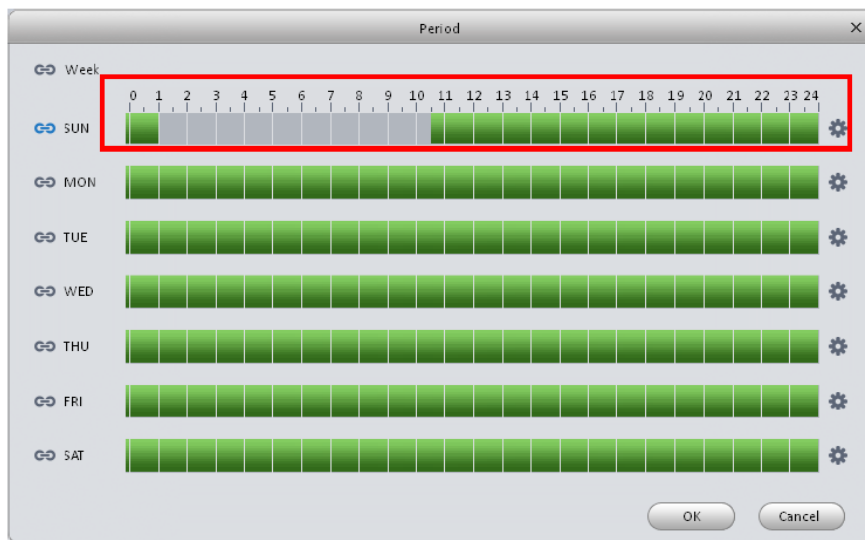 Period
Week
0 1 2 3 4 5 6 7 8 9 10 11 12 13 14 15 16 17 18 19 20 21 22 23 24
SUN
MON
TUE
WED
THU
FRI
SAT
OK Cancel